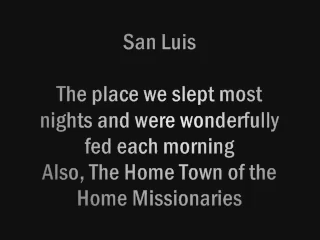 San Luis
The place we slept most
nights and were wonderfully
fed each morning
Also, The Home Town of the
Home Missionaries